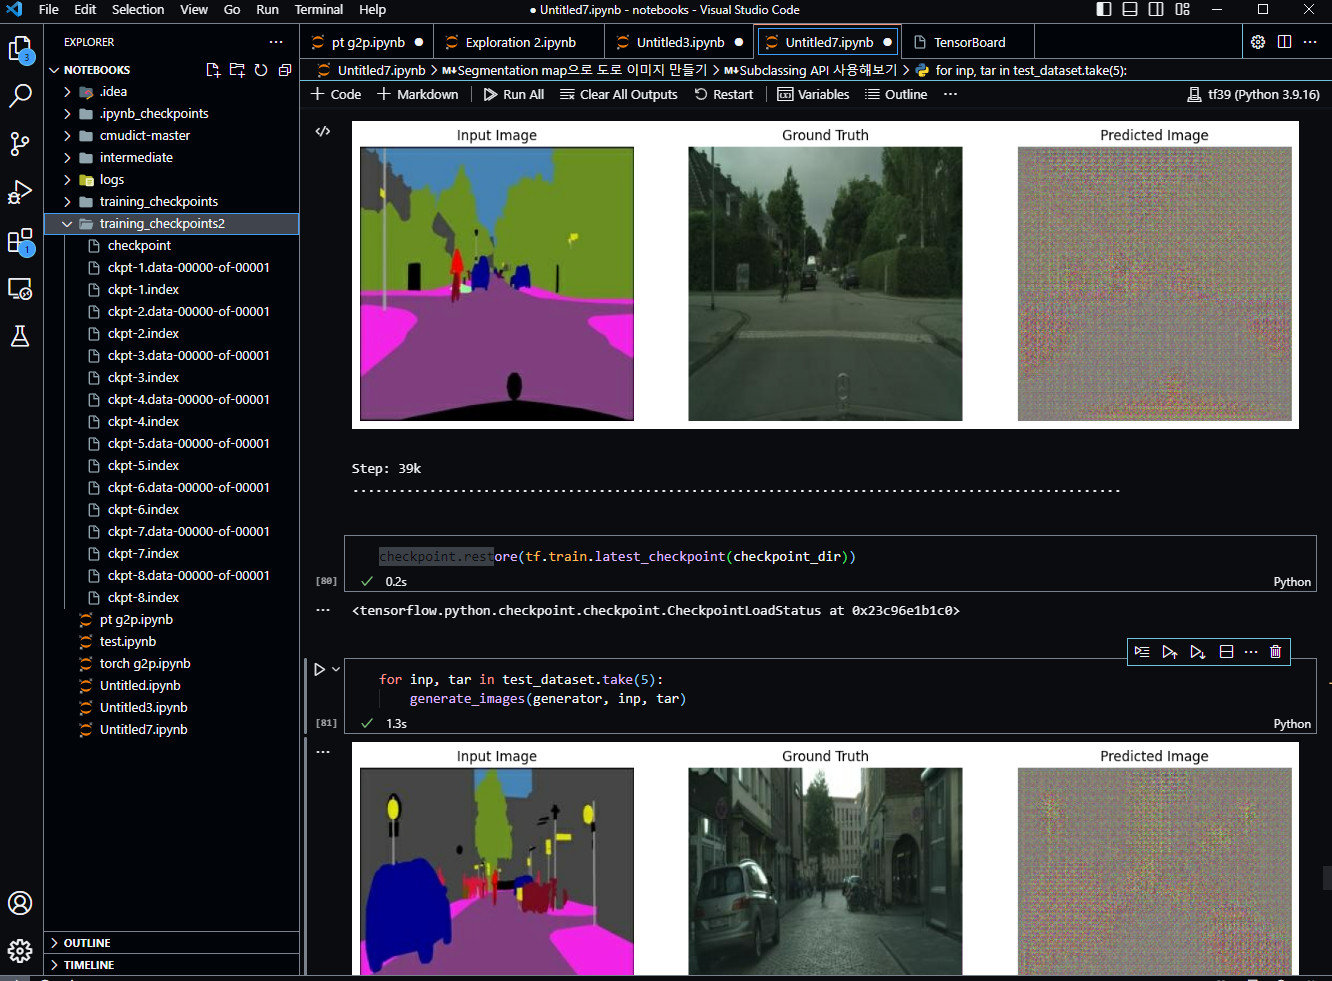 File Edit Selection View Go Run Terminal Help
● Untitled7.ipynb - notebooks - Visual Studio Code
EXPLORER ...
pt g2p.ipynb ●
Exploration 2.ipynb
Untitled3.ipynb ●
Untitled7.ipynb ●
TensorBoard
NOTEBOOKS
Untitled7.ipynb > M↓Segmentation map으로 도로 이미지 만들기 > M↓Subclassing API 사용해보기 > for inp, tar in test_dataset.take(5):
+ Code + Markdown | Run All Clear All Outputs Restart | Variables Outline ...
tf39 (Python 3.9.16)
3
1
.idea
.ipynb_checkpoints
cmudict-master
intermediate
logs
training_checkpoints
training_checkpoints2
checkpoint
ckpt-1.data-00000-of-00001
ckpt-1.index
ckpt-2.data-00000-of-00001
ckpt-2.index
ckpt-3.data-00000-of-00001
ckpt-3.index
ckpt-4.data-00000-of-00001
ckpt-4.index
ckpt-5.data-00000-of-00001
ckpt-5.index
ckpt-6.data-00000-of-00001
ckpt-6.index
ckpt-7.data-00000-of-00001
ckpt-7.index
ckpt-8.data-00000-of-00001
ckpt-8.index
pt g2p.ipynb
test.ipynb
torch g2p.ipynb
Untitled.ipynb
Untitled3.ipynb
Untitled7.ipynb
OUTLINE
TIMELINE
Input Image Ground Truth Predicted Image
Step: 39k
....................................................................................................
checkpoint.restore(tf.train.latest_checkpoint(checkpoint_dir))
[80] ✓ 0.2s Python
... <tensorflow.python.checkpoint.checkpoint.CheckpointLoadStatus at 0x23c96e1b1c0>
for inp, tar in test_dataset.take(5):
generate_images(generator, inp, tar)
[81] ✓ 1.3s Python
...
Input Image Ground Truth Predicted Image